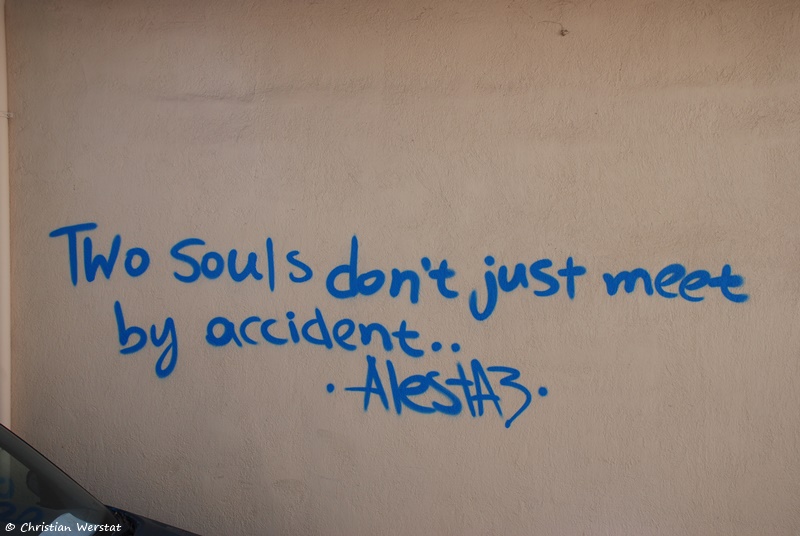 Two Souls don't just meet
by accident..
.AlestA3.
© Christian Werstat